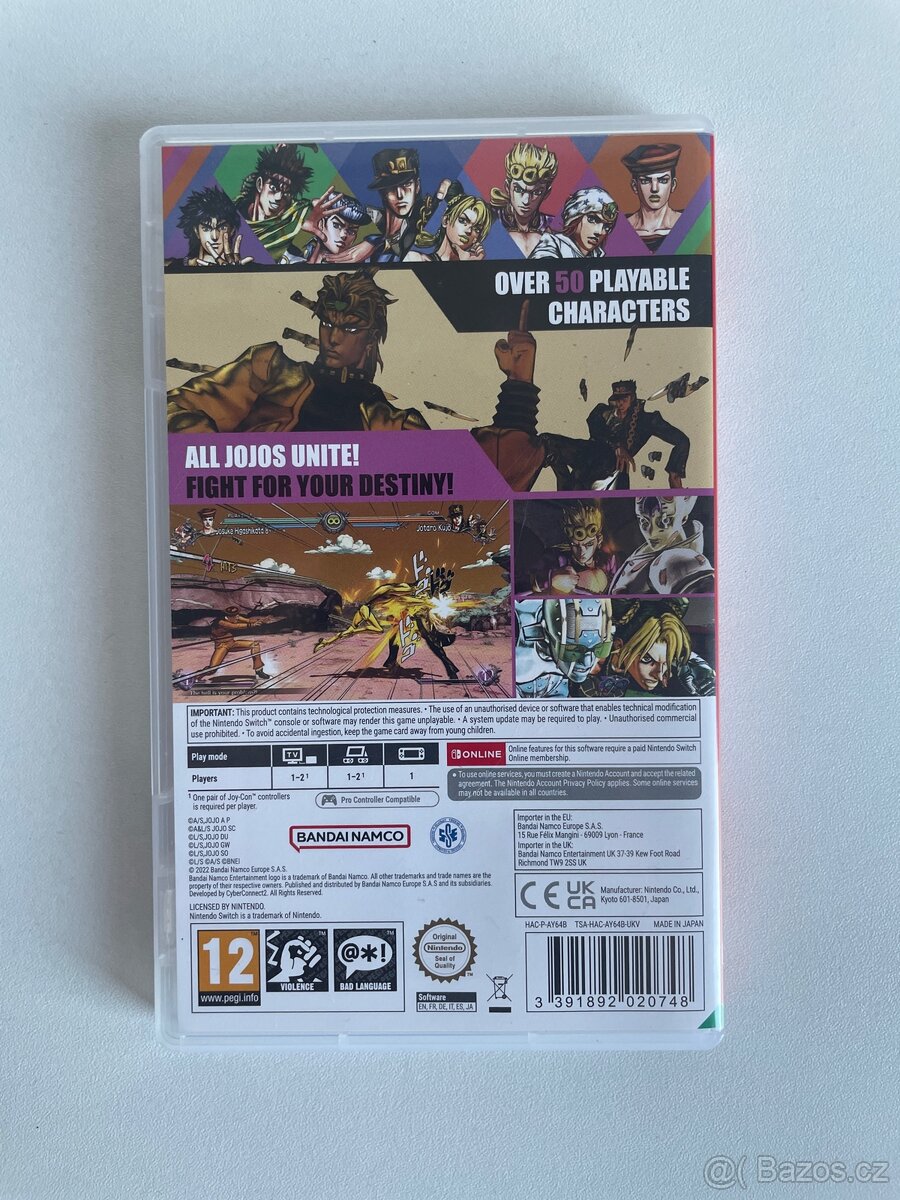 OVER 50 PLAYABLE
CHARACTERS
ALL JOJOS UNITE!
FIGHT FOR YOUR DESTINY!
Josuke Higashikata 8
Jotaro Kujo
HITS
IMPORTANT: This product contains technological protection measures. • The use of an unauthorised device or software that enables technical modification
of the Nintendo Switch™ console or software may render this game unplayable. • A system update may be required to play. • Unauthorised commercial
use prohibited. • To avoid accidental ingestion, keep the game card away from young children.
Play mode
TV
Players 1-2¹ 1-2¹ 1
ONLINE
Online features for this software require a paid Nintendo Switch
Online membership.
• To use online services, you must create a Nintendo Account and accept the related
agreement. The Nintendo Account Privacy Policy applies. Some online services
may not be available in all countries.
¹ One pair of Joy-Con™ controllers
is required per player.
Pro Controller Compatible
©A/S,JOJO A P
©A&L/S JOJO SC
©L/S,JOJO DU
©L/S,JOJO GW
©L/S,JOJO SO
©L/S ©A/S ©BNEI
© 2022 Bandai Namco Europe S.A.S.
Bandai Namco Entertainment logo is a trademark of Bandai Namco. All other trademarks and trade names are the
property of their respective owners. Published and distributed by Bandai Namco Europe S.A.S and its subsidiaries.
Developed by CyberConnect2. All Rights Reserved.
LICENSED BY NINTENDO.
Nintendo Switch is a trademark of Nintendo.
BANDAI NAMCO
Importer in the EU:
Bandai Namco Europe S.A.S.
15 Rue Félix Mangini - 69009 Lyon - France
Importer in the UK:
Bandai Namco Entertainment UK 37-39 Kew Foot Road
Richmond TW9 2SS UK
CE
UK
CA
Manufacturer: Nintendo Co., Ltd.,
Kyoto 601-8501, Japan
HAC-P-AY64B TSA-HAC-AY64B-UKV MADE IN JAPAN
12
www.pegi.info
VIOLENCE
@*!
BAD LANGUAGE
Original
Nintendo
Seal of
Quality
TM
Software
EN, FR, DE, IT, ES, JA
3 391892 020748
@( Bazos.cz